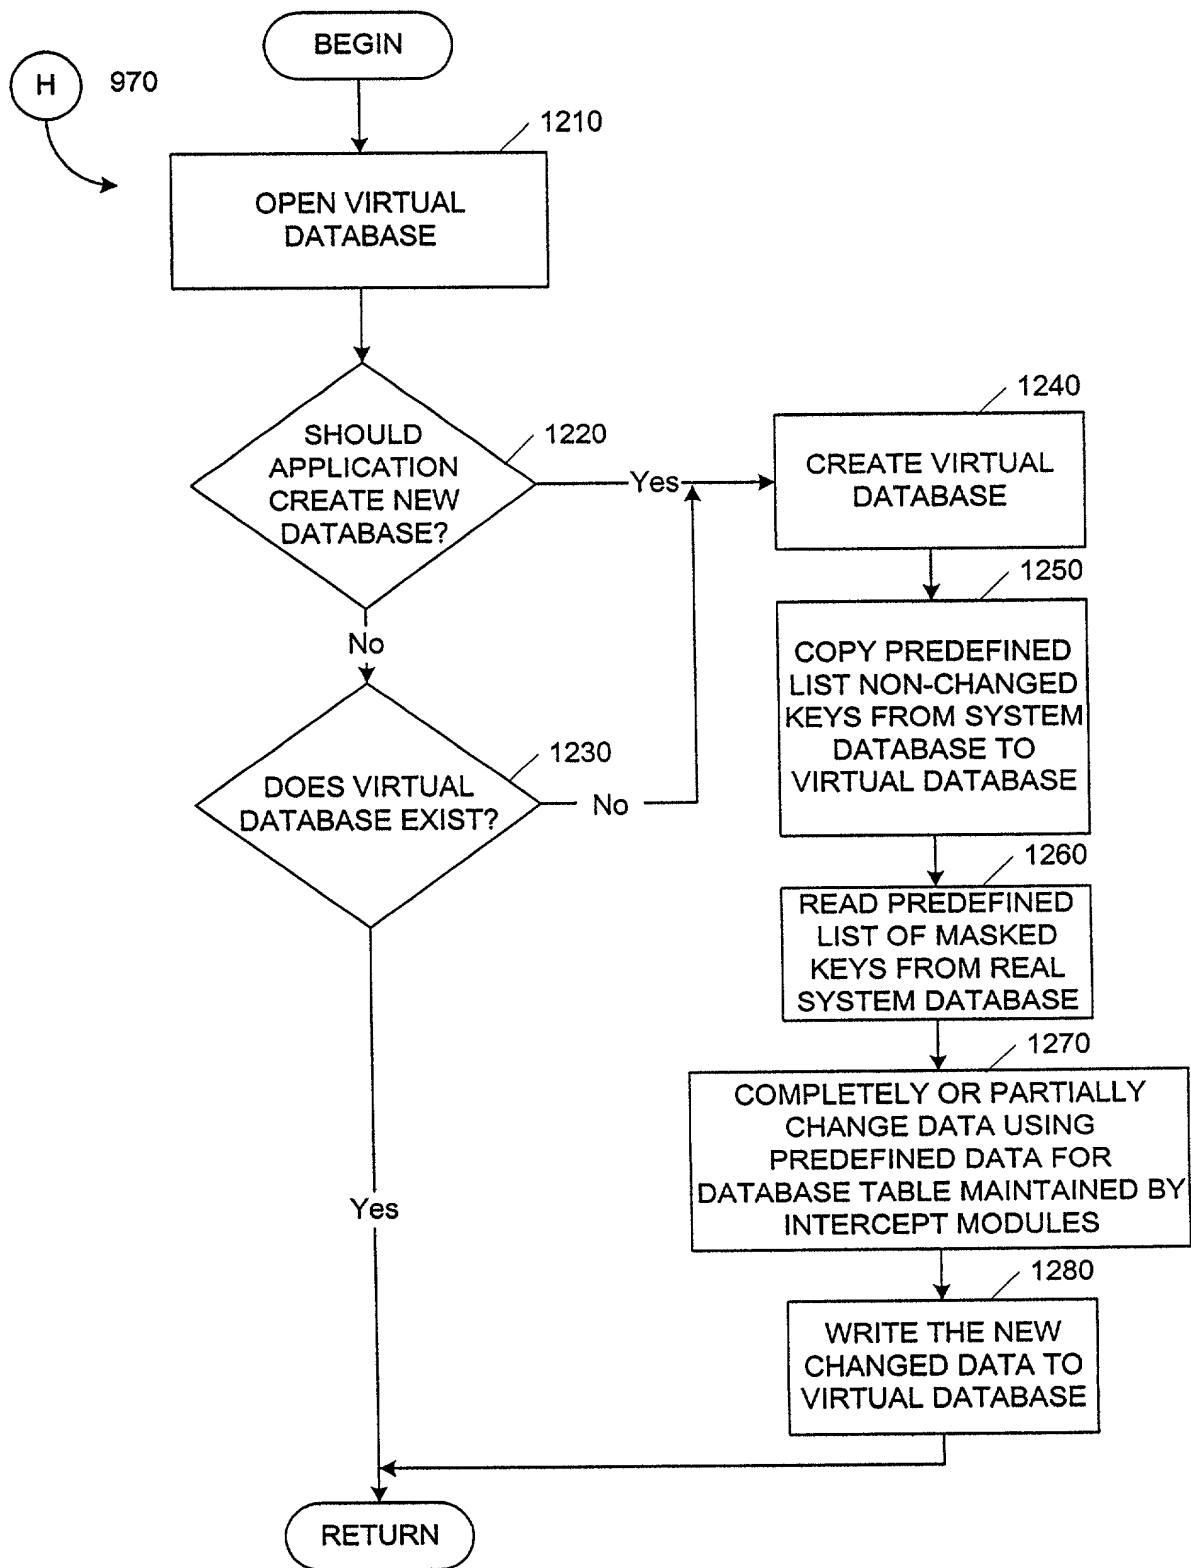 BEGIN
H
970
1210
OPEN VIRTUAL
DATABASE
1220
SHOULD
APPLICATION
CREATE NEW
DATABASE?
Yes
No
1230
DOES VIRTUAL
DATABASE EXIST?
No
Yes
1240
CREATE VIRTUAL
DATABASE
1250
COPY PREDEFINED
LIST NON-CHANGED
KEYS FROM SYSTEM
DATABASE TO
VIRTUAL DATABASE
1260
READ PREDEFINED
LIST OF MASKED
KEYS FROM REAL
SYSTEM DATABASE
1270
COMPLETELY OR PARTIALLY
CHANGE DATA USING
PREDEFINED DATA FOR
DATABASE TABLE MAINTAINED BY
INTERCEPT MODULES
1280
WRITE THE NEW
CHANGED DATA TO
VIRTUAL DATABASE
RETURN